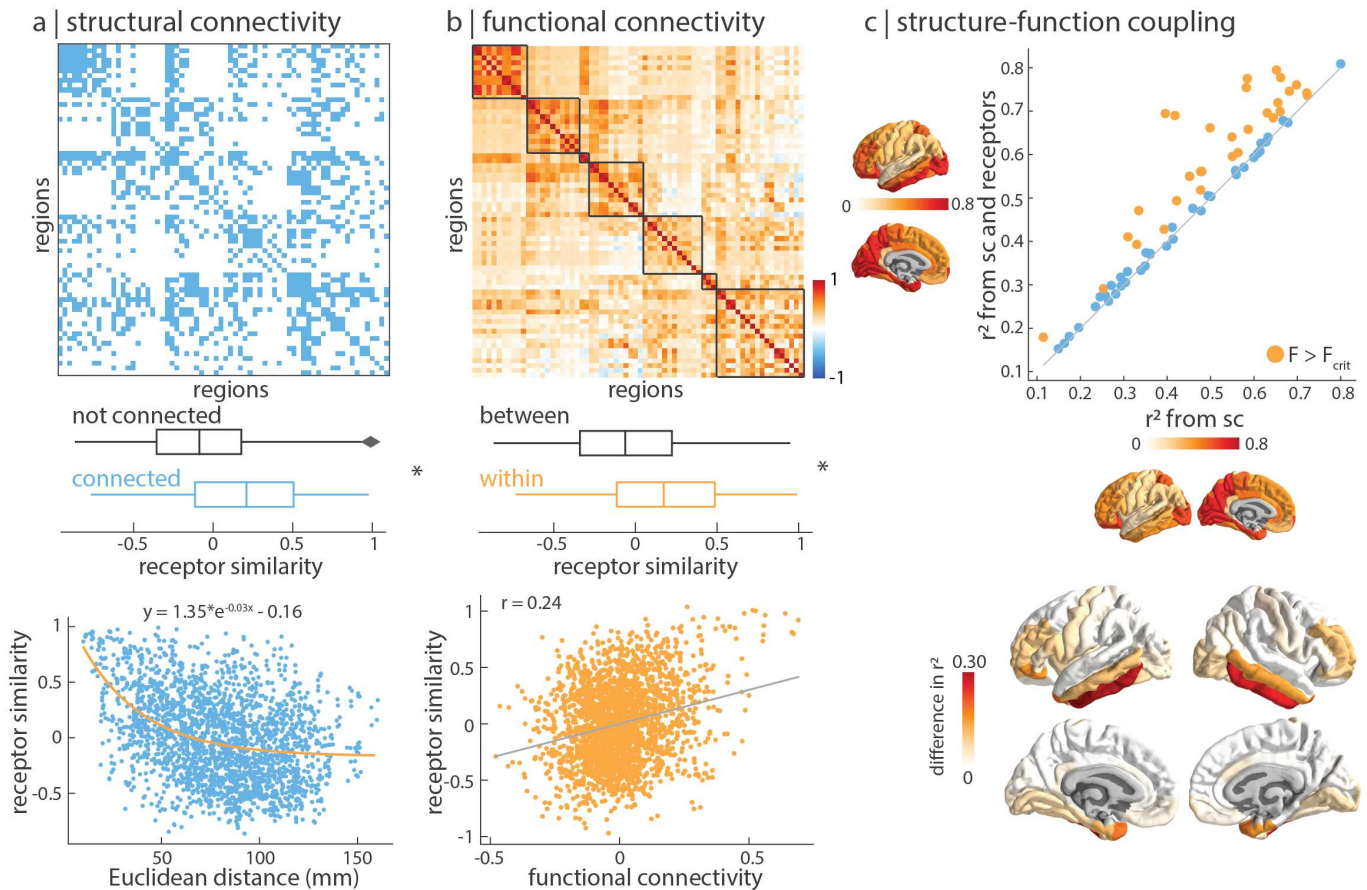 a | structural connectivity
regions
regions
not connected
connected
*
-0.5 0 0.5 1
receptor similarity
y = 1.35*e^-0.03x - 0.16
receptor similarity
1
0.5
0
-0.5
50 100 150
Euclidean distance (mm)
b | functional connectivity
regions
regions
1
-1
between
within
*
-0.5 0 0.5 1
receptor similarity
r = 0.24
receptor similarity
1
0.5
0
-0.5
-1
-0.5 0 0.5
functional connectivity
c | structure-function coupling
0 0.8
r² from sc and receptors
0.8
0.7
0.6
0.5
0.4
0.3
0.2
0.1
F > Fcrit
0.1 0.2 0.3 0.4 0.5 0.6 0.7 0.8
r² from sc
0 0.8
difference in r²
0.30
0